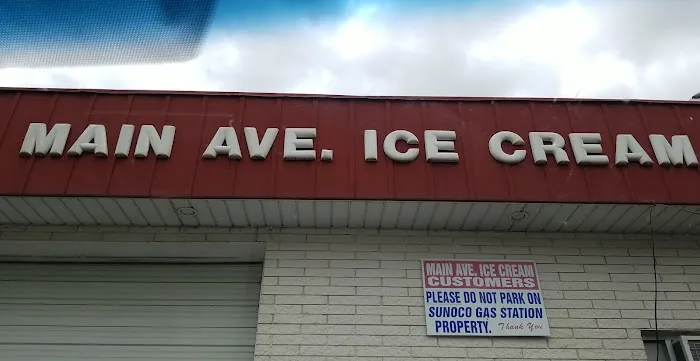 MAIN AVE. ICE CREAM
MAIN AVE. ICE CREAM
CUSTOMERS
PLEASE DO NOT PARK ON
SUNOCO GAS STATION
PROPERTY. Thank You